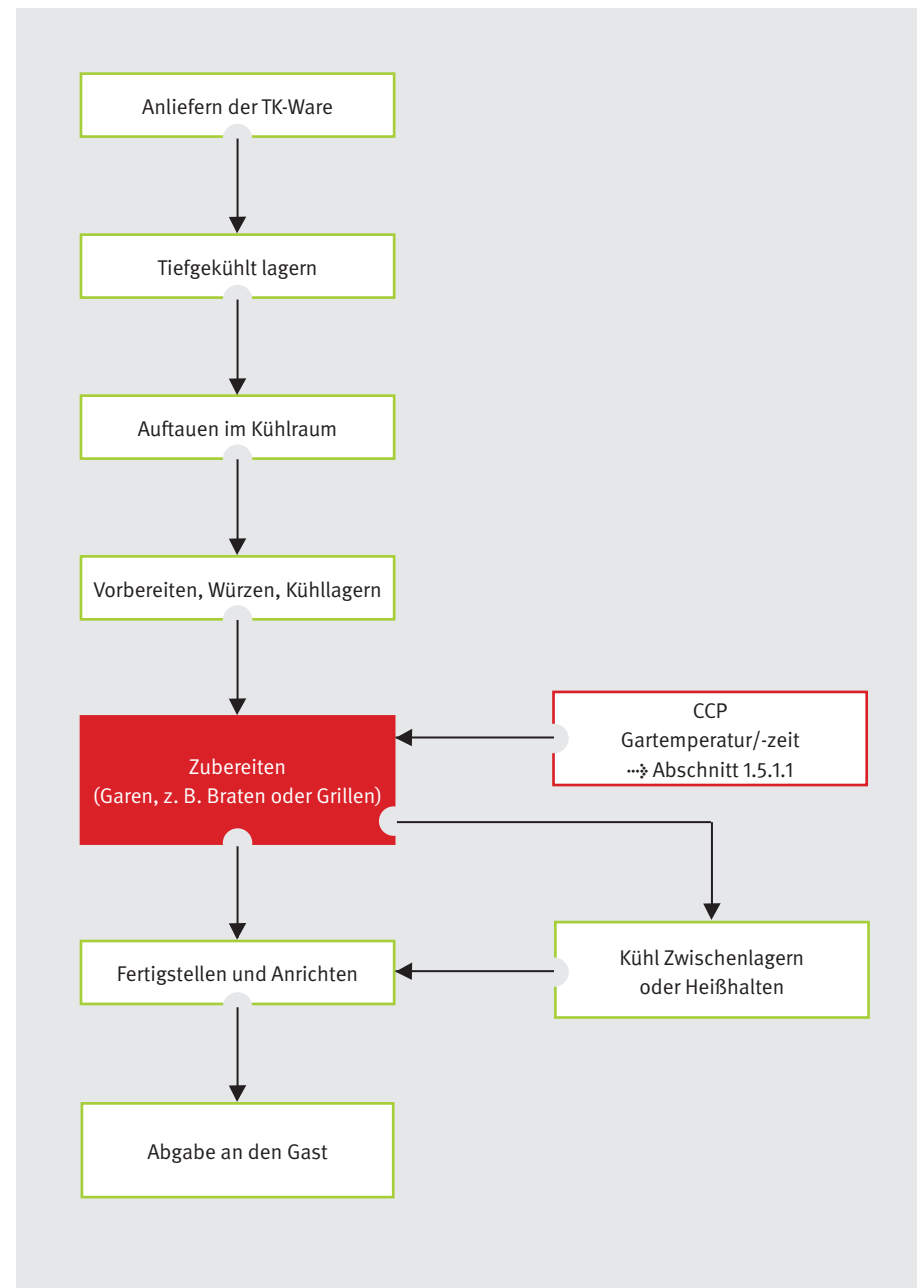 Anliefern der TK-Ware
Tiefgekühlt lagern
Auftauen im Kühlraum
Vorbereiten, Würzen, Kühllagern
Zubereiten
(Garen, z. B. Braten oder Grillen)
CCP
Gartemperatur/-zeit
Abschnitt 1.5.1.1
Fertigstellen und Anrichten
Kühl Zwischenlagern
oder Heißhalten
Abgabe an den Gast